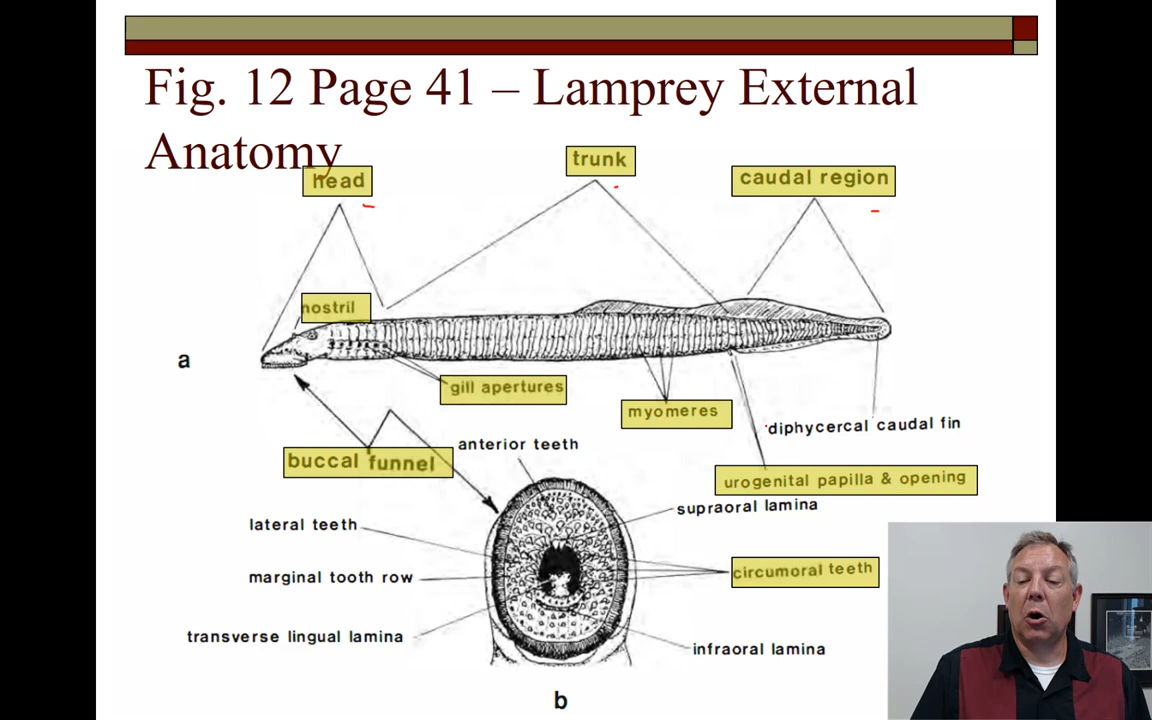 Fig. 12 Page 41 – Lamprey External
Anatomy
head
trunk
caudal region
nostril
a
gill apertures
myomeres
diphycercal caudal fin
buccal funnel
anterior teeth
urogenital papilla & opening
supraoral lamina
lateral teeth
marginal tooth row
circumoral teeth
transverse lingual lamina
infraoral lamina
b